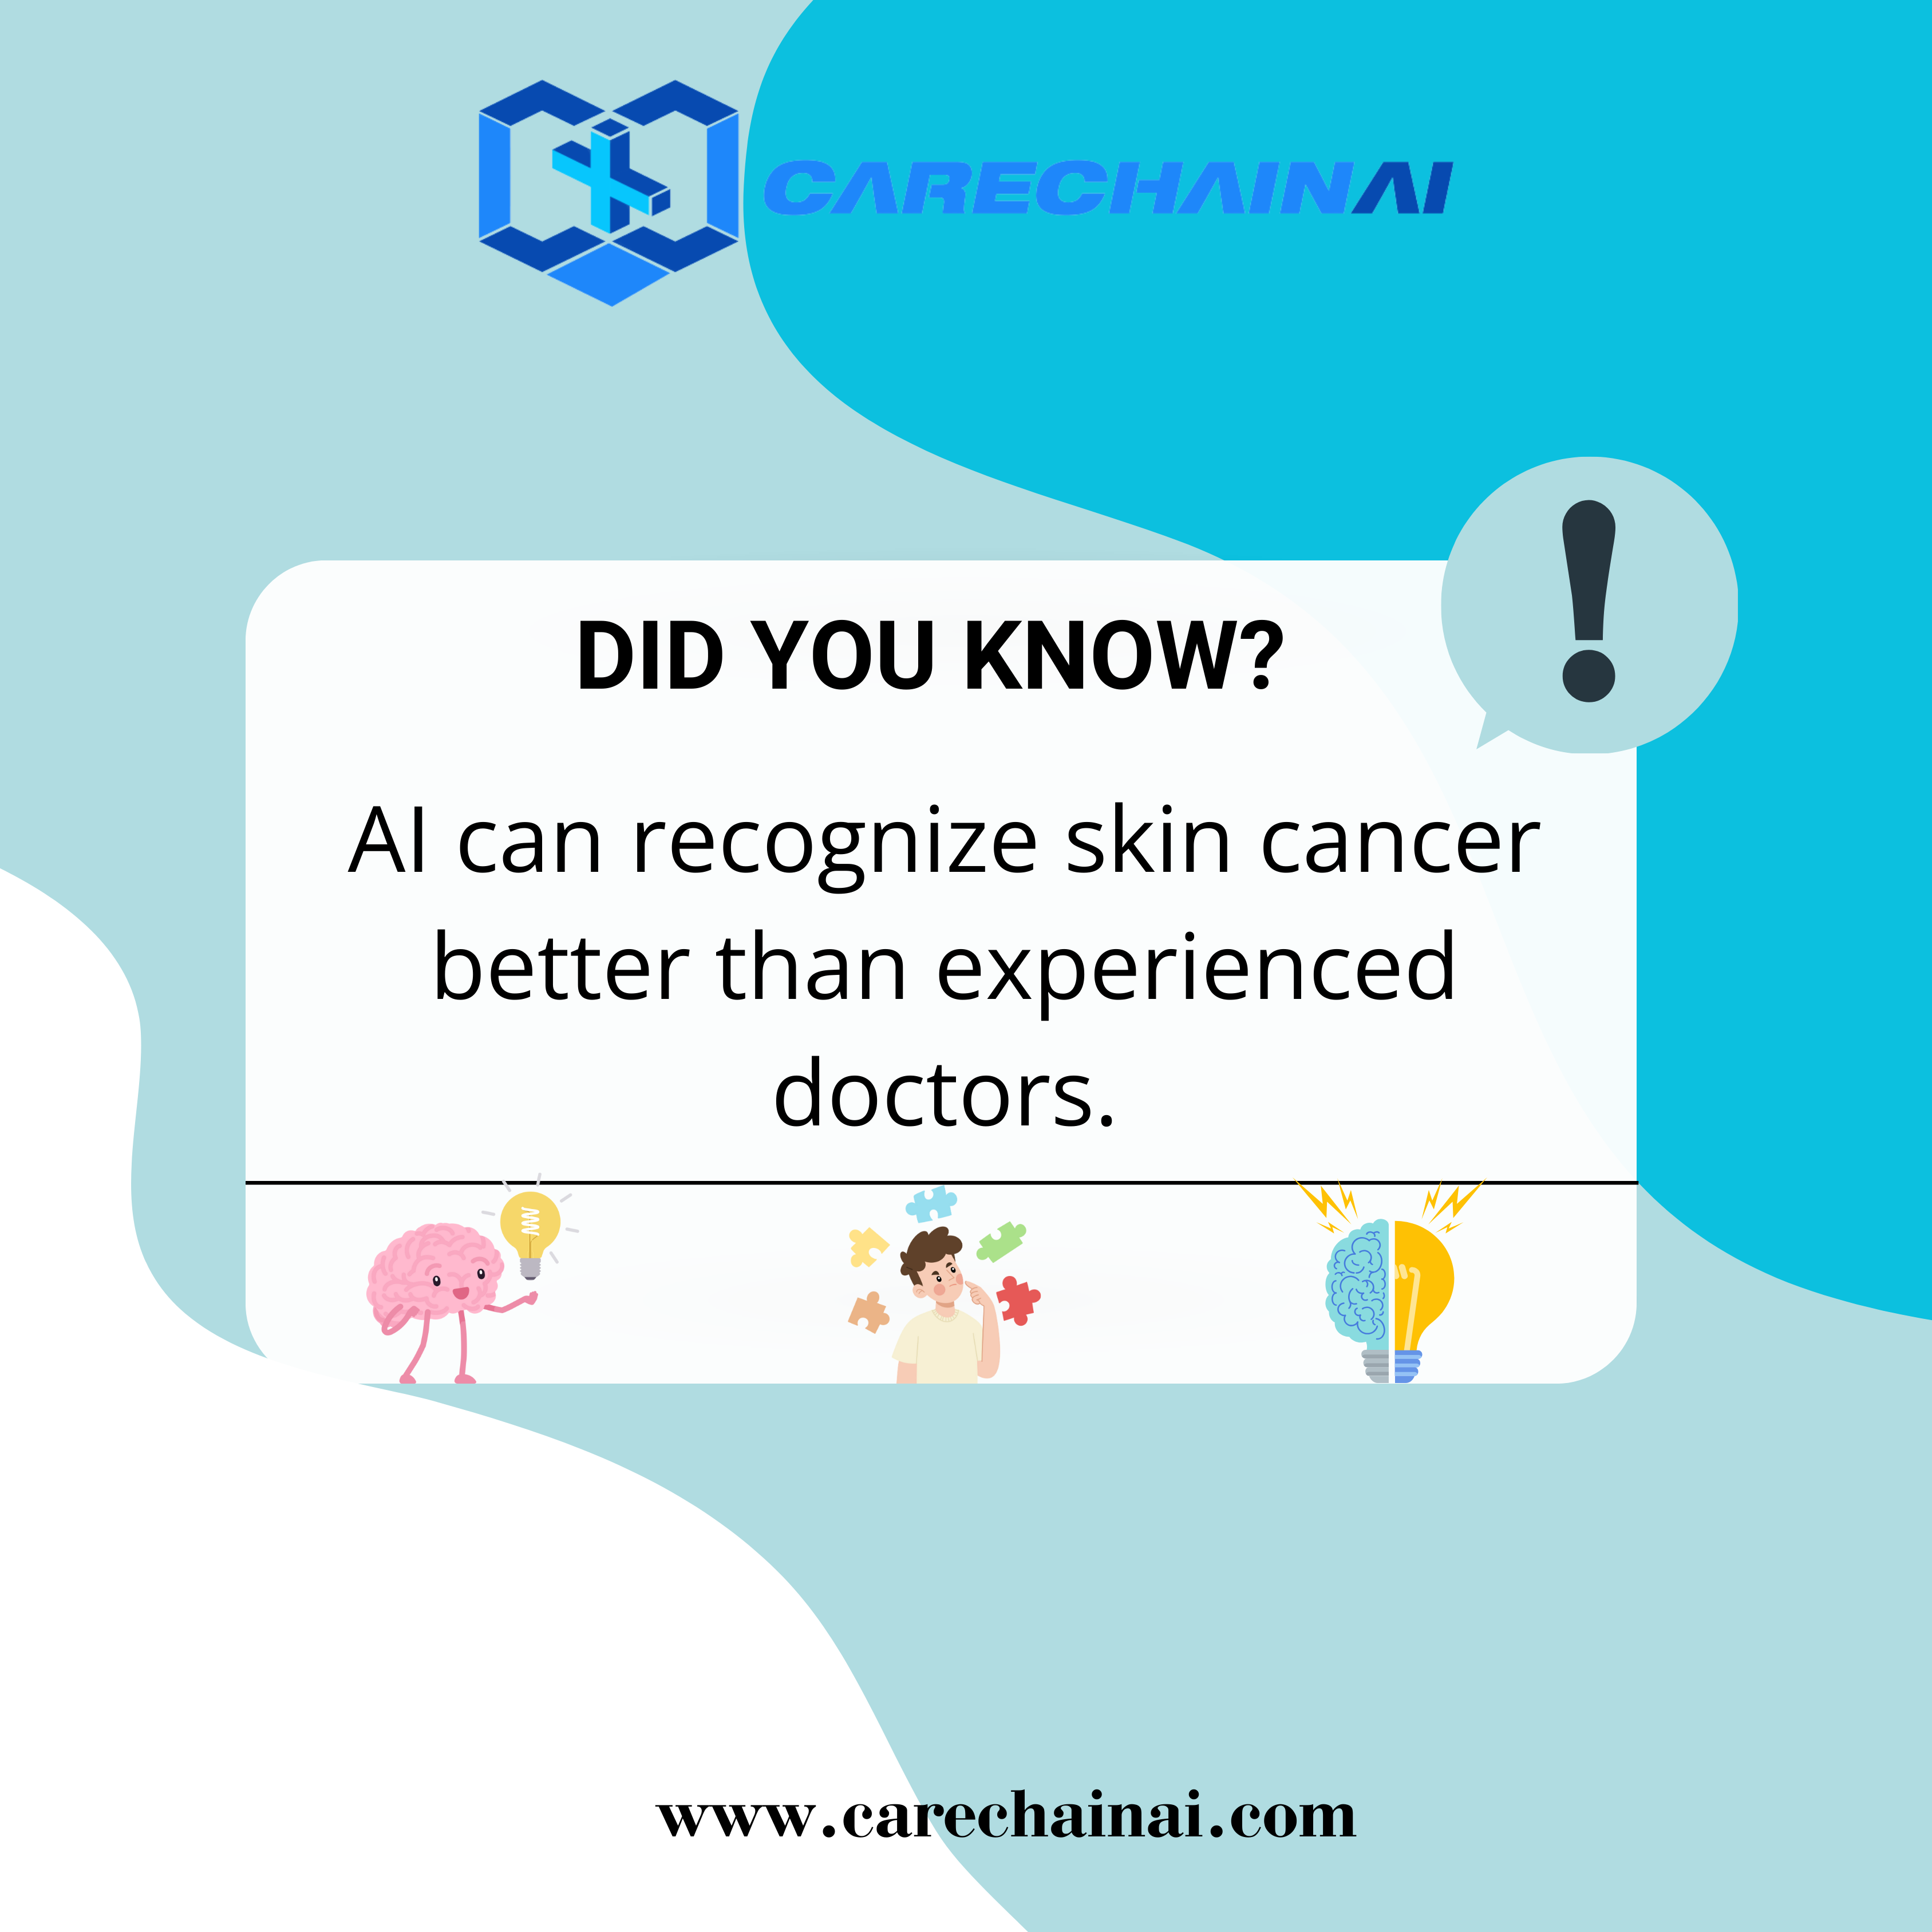 CARECHAINAI
DID YOU KNOW?
AI can recognize skin cancer
better than experienced
doctors.
www.carechainai.com